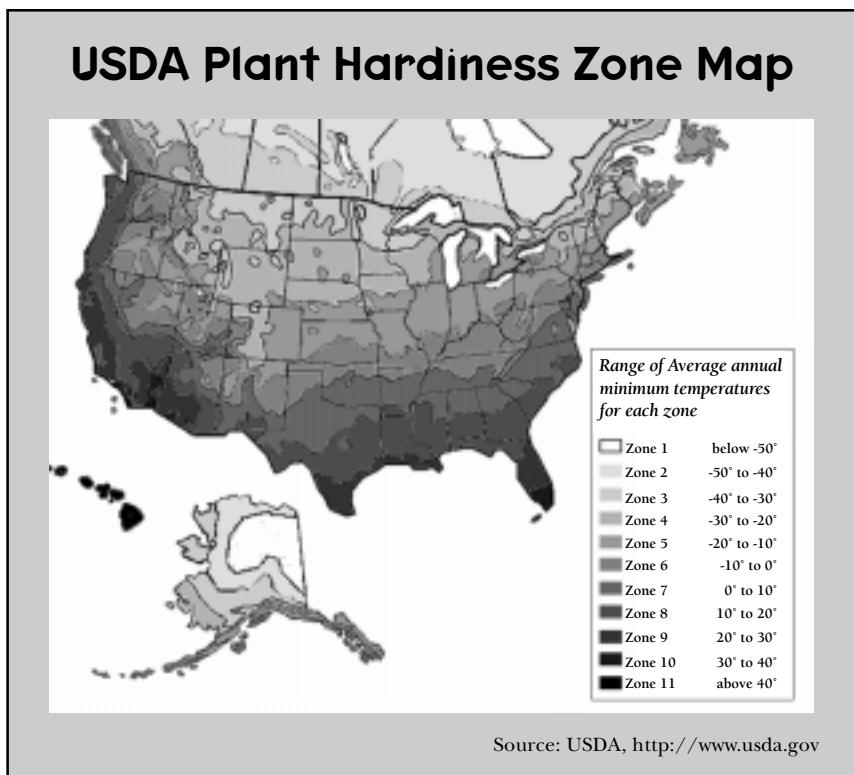 USDA Plant Hardiness Zone Map
Range of Average annual
minimum temperatures
for each zone
Zone 1 below -50°
Zone 2 -50° to -40°
Zone 3 -40° to -30°
Zone 4 -30° to -20°
Zone 5 -20° to -10°
Zone 6 -10° to 0°
Zone 7 0° to 10°
Zone 8 10° to 20°
Zone 9 20° to 30°
Zone 10 30° to 40°
Zone 11 above 40°
Source: USDA, http://www.usda.gov